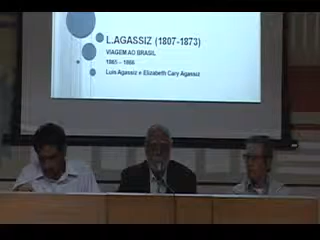 L.AGASSIZ (1807-1873)
VIAGEM AO BRASIL
1865 – 1866
Luis Agassiz e Elizabeth Cary Agassiz